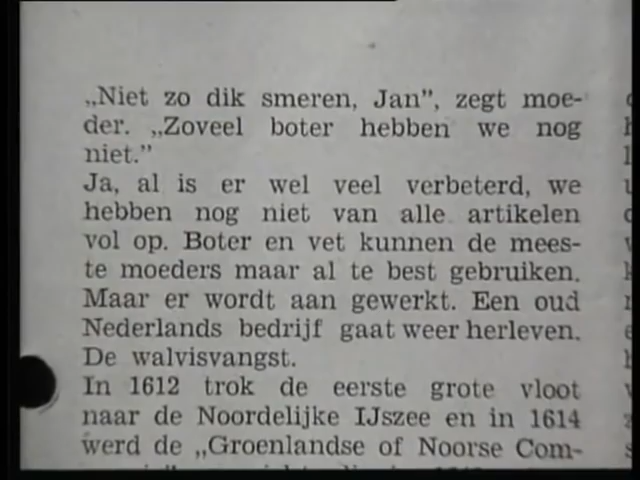 „Niet zo dik smeren, Jan”, zegt moe-
der. „Zoveel boter hebben we nog
niet.”
Ja, al is er wel veel verbeterd, we
hebben nog niet van alle artikelen
vol op. Boter en vet kunnen de mees-
te moeders maar al te best gebruiken.
Maar er wordt aan gewerkt. Een oud
Nederlands bedrijf gaat weer herleven.
De walvisvangst.
In 1612 trok de eerste grote vloot
naar de Noordelijke IJszee en in 1614
werd de „Groenlandse of Noorse Com-